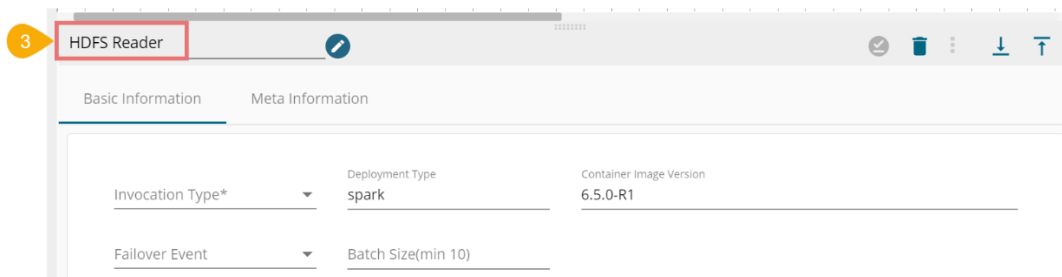 3
HDFS Reader
Basic Information Meta Information
Deployment Type Container Image Version
Invocation Type* spark 6.5.0-R1
Failover Event Batch Size(min 10)